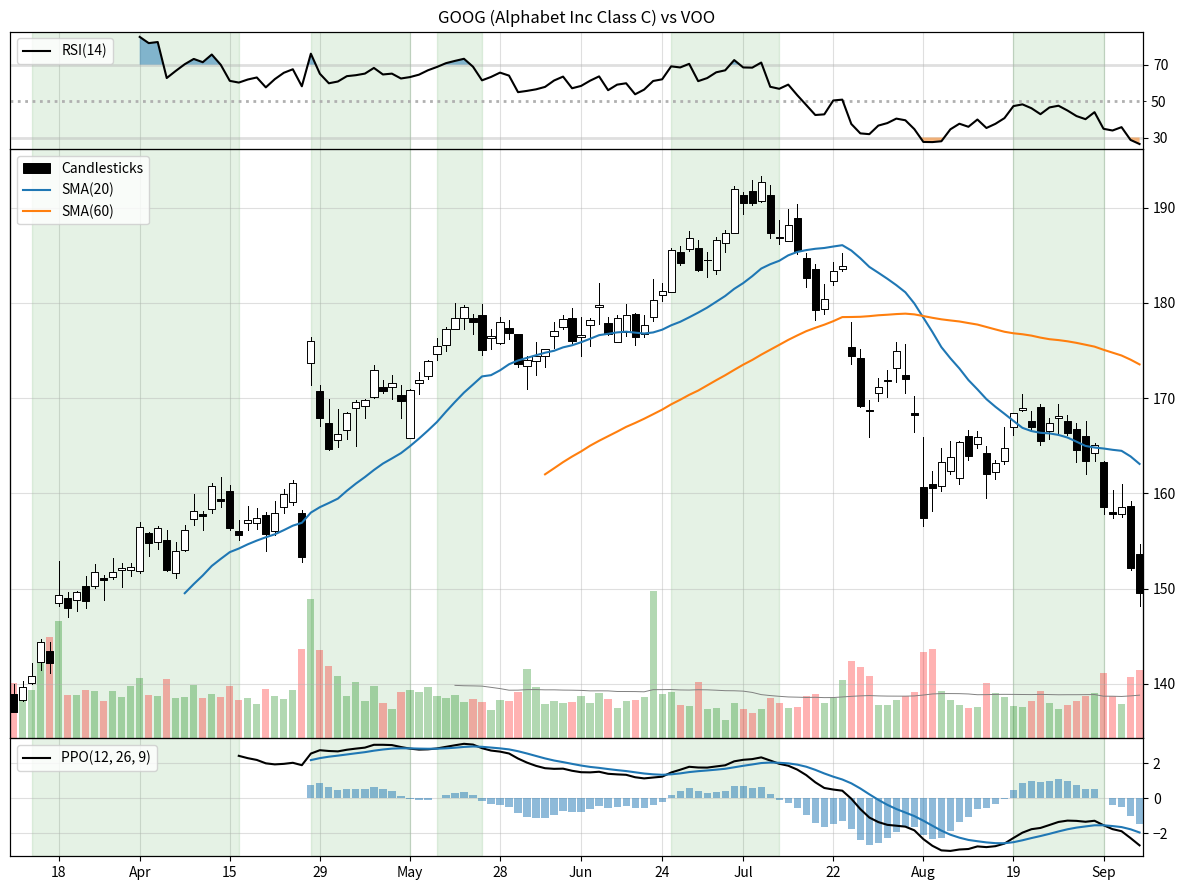 GOOG (Alphabet Inc Class C) vs VOO
RSI(14)
70
50
30
Candlesticks
SMA(20)
SMA(60)
190
180
170
160
150
140
PPO(12, 26, 9)
2
0
−2
18 Apr 15 29 May 28 Jun 24 Jul 22 Aug 19 Sep